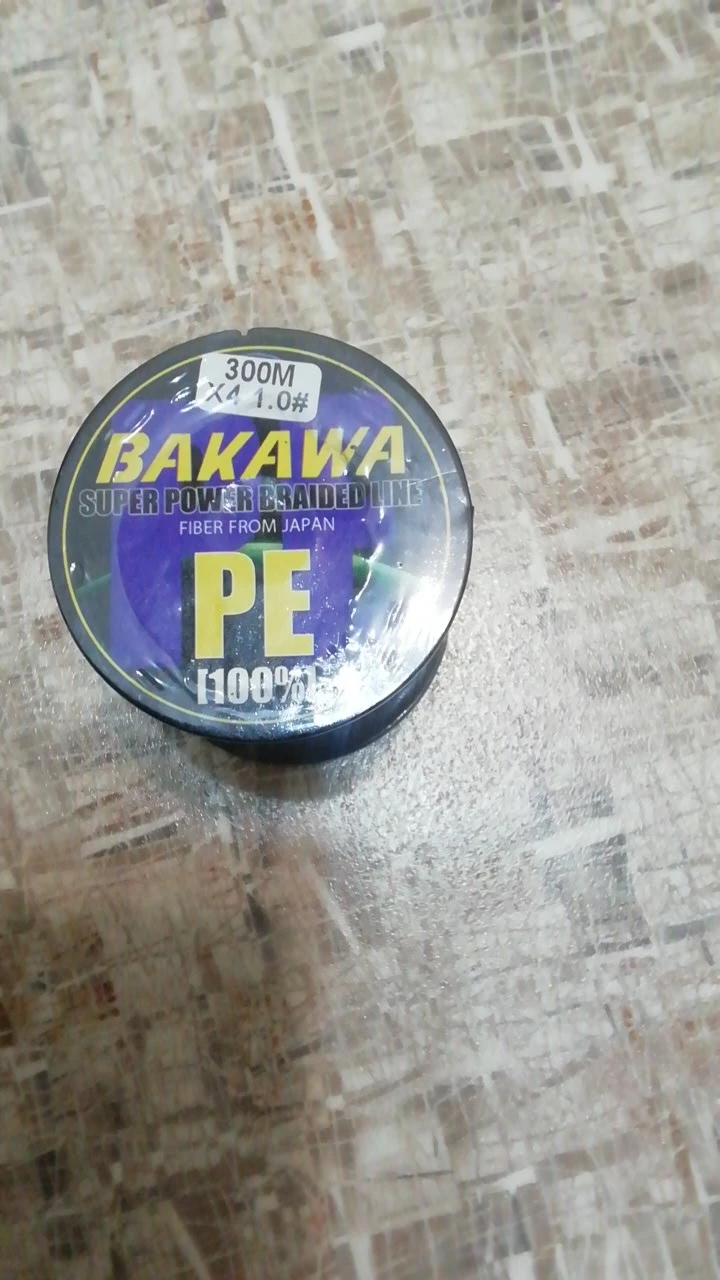 300M
X4 1.0#
BAKAWA
SUPER POWER BRAIDED LINE
FIBER FROM JAPAN
PE
[100%]